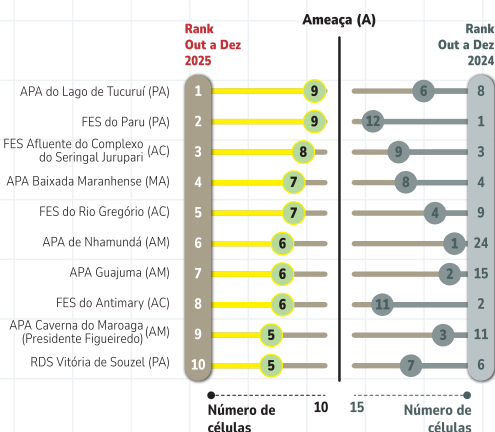 Ameaça (A)
Rank
Out a Dez
2025
Rank
Out a Dez
2024
APA do Lago de Tucuruí (PA) 1 9 6 8
FES do Paru (PA) 2 9 12 1
FES Afluente do Complexo
do Seringal Jurupari (AC) 3 8 9 3
APA Baixada Maranhense (MA) 4 7 8 4
FES do Rio Gregório (AC) 5 7 4 9
APA de Nhamundá (AM) 6 6 1 24
APA Guajuma (AM) 7 6 2 15
FES do Antimary (AC) 8 6 11 2
APA Caverna do Maroaga
(Presidente Figueiredo) (AM) 9 5 3 11
RDS Vitória de Souzel (PA) 10 5 7 6
Número de
células
10 15
Número de
células